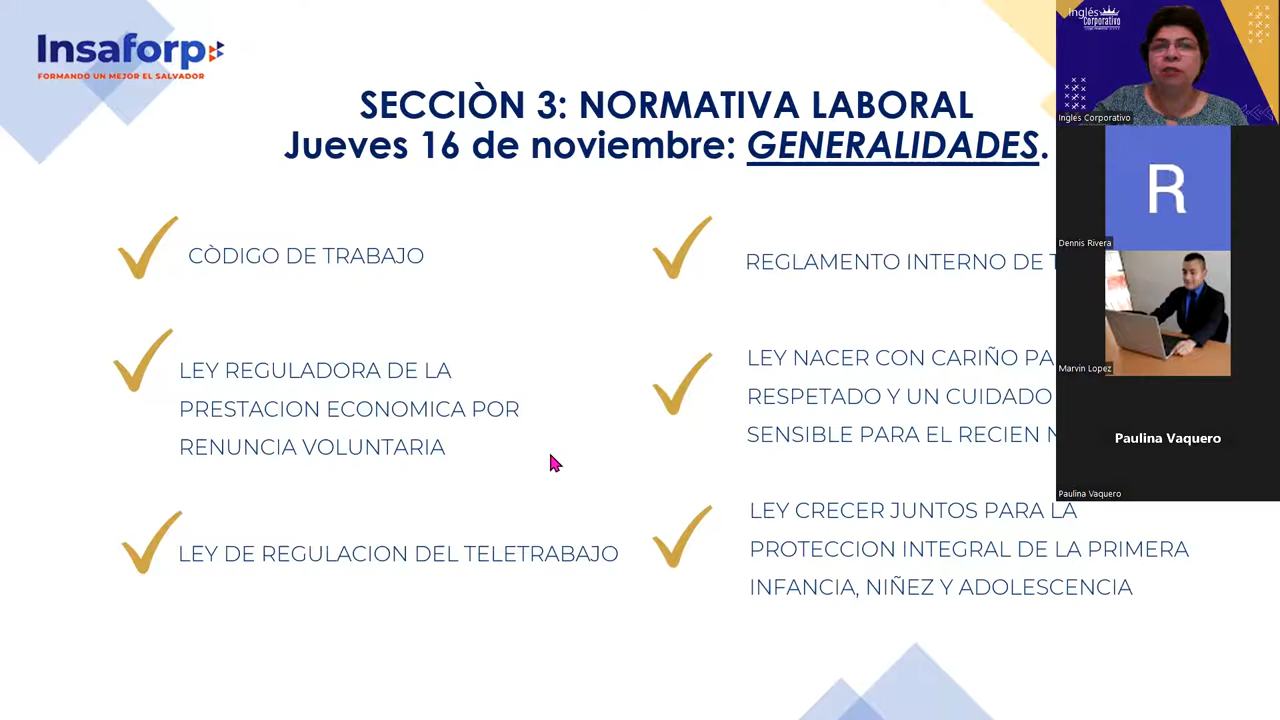 Insaforp
FORMANDO UN MEJOR EL SALVADOR
SECCIÒN 3: NORMATIVA LABORAL
Jueves 16 de noviembre: GENERALIDADES.
CÒDIGO DE TRABAJO
LEY REGULADORA DE LA
PRESTACION ECONOMICA POR
RENUNCIA VOLUNTARIA
LEY DE REGULACION DEL TELETRABAJO
REGLAMENTO INTERNO DE
LEY NACER CON CARIÑO
RESPETADO Y UN CUIDADO
SENSIBLE PARA EL RECIEN
LEY CRECER JUNTOS PARA LA
PROTECCION INTEGRAL DE LA PRIMERA
INFANCIA, NIÑEZ Y ADOLESCENCIA
Inglés
Corporativo
Inglés Corporativo
R
Dennis Rivera
Marvin Lopez
Paulina Vaquero
Paulina Vaquero